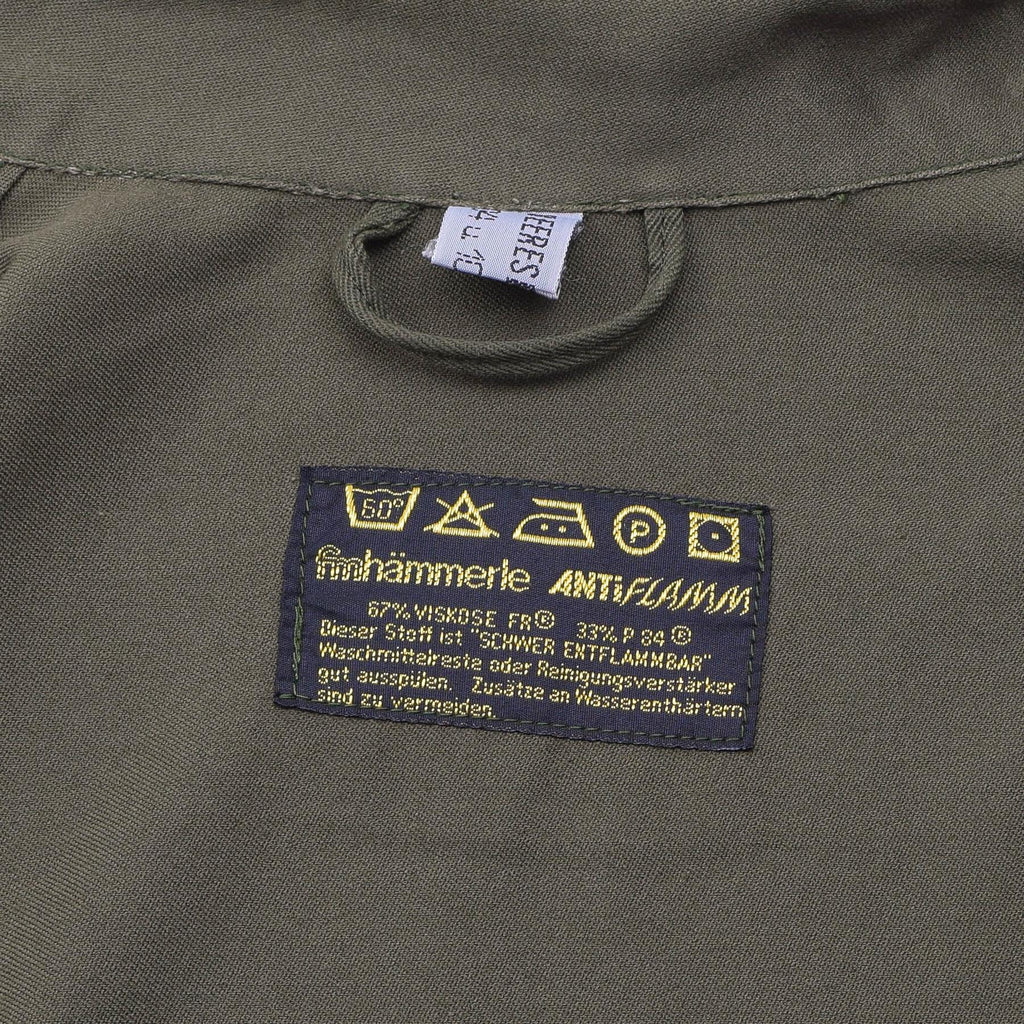 HEERES
60°
P
fmhämmerle ANTiFLAMM
67% VISKOSE FR® 33% P 84®
Dieser Stoff ist "SCHWER ENTFLAMMBAR"
Waschmittelreste oder Reinigungsverstärker
gut ausspülen. Zusätze an Wasserenthärtern
sind zu vermeiden.